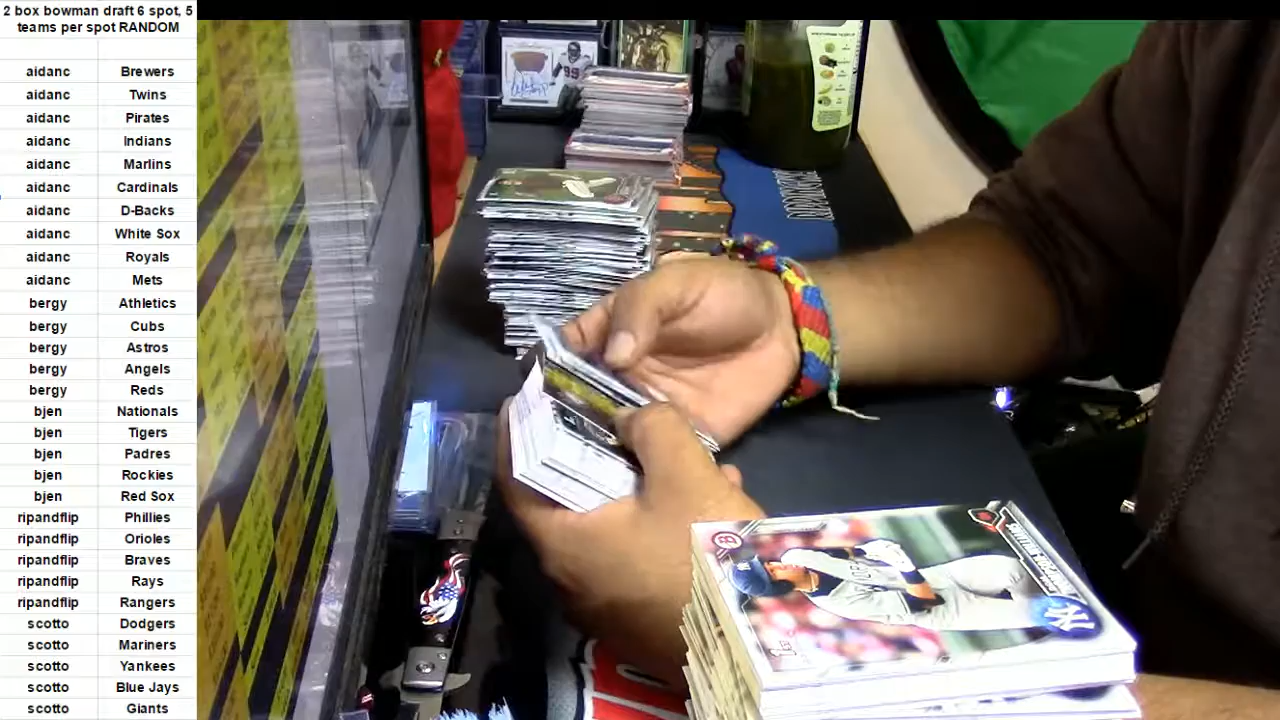 2 box bowman draft 6 spot, 5
teams per spot RANDOM
aidanc Brewers
aidanc Twins
aidanc Pirates
aidanc Indians
aidanc Marlins
aidanc Cardinals
aidanc D-Backs
aidanc White Sox
aidanc Royals
aidanc Mets
bergy Athletics
bergy Cubs
bergy Astros
bergy Angels
bergy Reds
bjen Nationals
bjen Tigers
bjen Padres
bjen Rockies
bjen Red Sox
ripandflip Phillies
ripandflip Orioles
ripandflip Braves
ripandflip Rays
ripandflip Rangers
scotto Dodgers
scotto Mariners
scotto Yankees
scotto Blue Jays
scotto Giants
99
B
NY